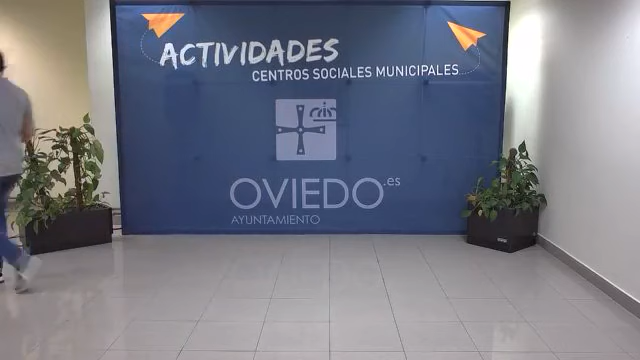 ACTIVIDADES
CENTROS SOCIALES MUNICIPALES
OVIEDO.es
AYUNTAMIENTO